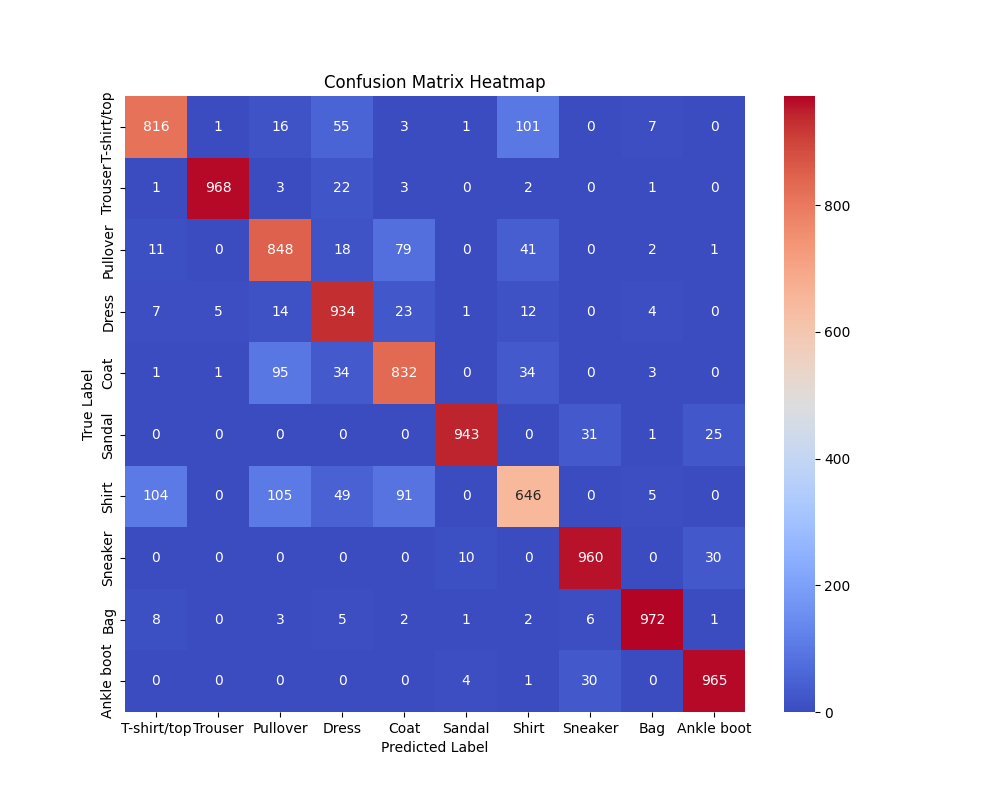 Confusion Matrix Heatmap
T-shirt/top 816 1 16 55 3 1 101 0 7 0
Trouser 1 968 3 22 3 0 2 0 1 0
Pullover 11 0 848 18 79 0 41 0 2 1
Dress 7 5 14 934 23 1 12 0 4 0
Coat 1 1 95 34 832 0 34 0 3 0
Sandal 0 0 0 0 0 943 0 31 1 25
Shirt 104 0 105 49 91 0 646 0 5 0
Sneaker 0 0 0 0 0 10 0 960 0 30
Bag 8 0 3 5 2 1 2 6 972 1
Ankle boot 0 0 0 0 0 4 1 30 0 965
T-shirt/top Trouser Pullover Dress Coat Sandal Shirt Sneaker Bag Ankle boot
Predicted Label
True Label
800
600
400
200
0